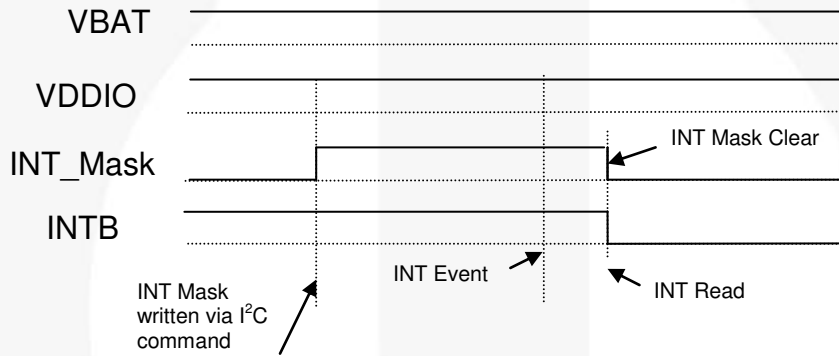 VBAT
VDDIO
INT_Mask
INT Mask Clear
INTB
INT Mask
written via I²C
command
INT Event
INT Read